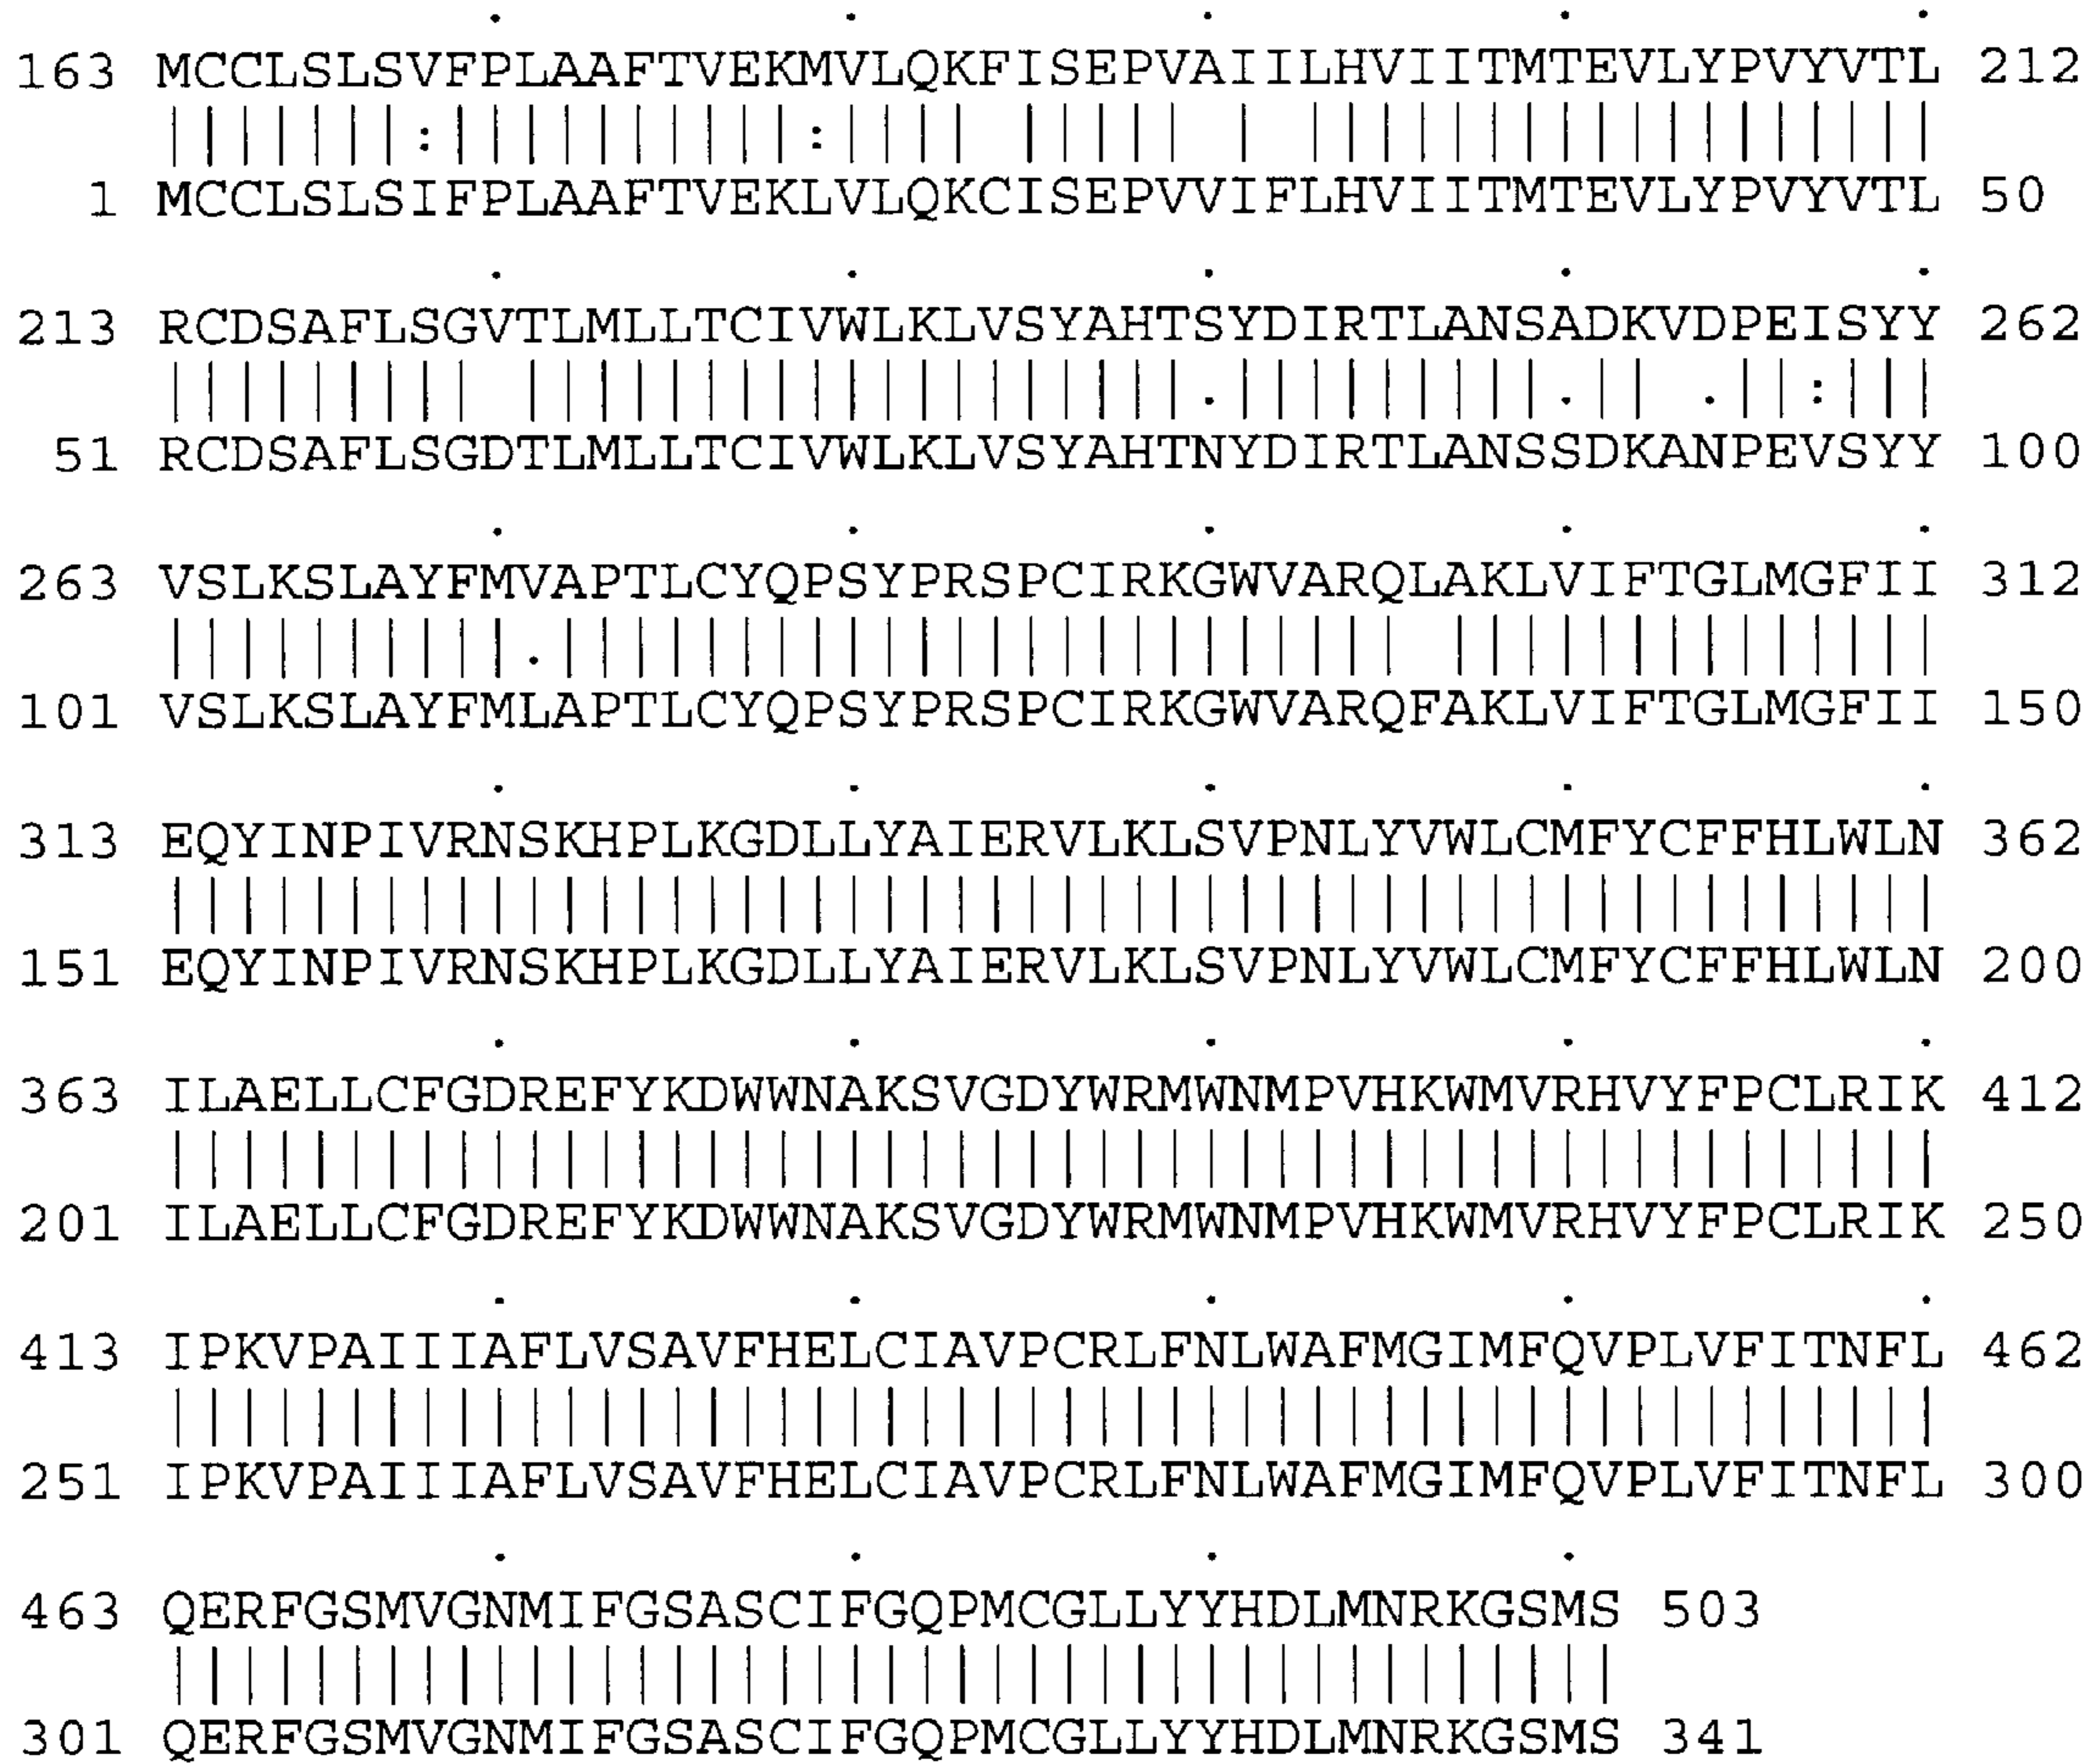 163 MCCLSLSVFPLAAFTVEKMVLQKFISEPVAIILHVIITMTEVLYPVYVTL 212
|||||||:||||||||||:|||| ||||| | ||||||||||||||||||
1 MCCLSLSIFPLAAFTVEKLVLQKCISEPVVIFLHVIITMTEVLYPVYVTL 50
213 RCDSAFLSGVTLMLLTCIVWLKLVSYAHTSYDIRTLANSADKVDPEISYY 262
||||||||| |||||||||||||||||||.|||||||||.|| .||:|||
51 RCDSAFLSGDTLMLLTCIVWLKLVSYAHTNYDIRTLANSSDKANPEVSYY 100
263 VSLKSLAYFMVAPTLCYQPSYPRSPCIRKGWVARQLAKLVIFTGLMGFII 312
||||||||||.|||||||||||||||||||||||| ||||||||||||||
101 VSLKSLAYFMLAPTLCYQPSYPRSPCIRKGWVARQFAKLVIFTGLMGFII 150
313 EQYINPIVRNSKHPLKGDLLYAIERVLKLSVPNLYVWLCMFYCFFHLWLN 362
||||||||||||||||||||||||||||||||||||||||||||||||||
151 EQYINPIVRNSKHPLKGDLLYAIERVLKLSVPNLYVWLCMFYCFFHLWLN 200
363 ILAELLCFGDREFYKDWWNAKSVGDYWRMWNMPVHKWMVRHVYFPCLRIK 412
||||||||||||||||||||||||||||||||||||||||||||||||||
201 ILAELLCFGDREFYKDWWNAKSVGDYWRMWNMPVHKWMVRHVYFPCLRIK 250
413 IPKVPAIIIAFLVSAVFHELCIAVPCRLFNLWAFMGIMFQVPLVFITNFL 462
||||||||||||||||||||||||||||||||||||||||||||||||||
251 IPKVPAIIIAFLVSAVFHELCIAVPCRLFNLWAFMGIMFQVPLVFITNFL 300
463 QERFGSMVGNMIFGSASCIFGQPMCGLLYYHDLMNRKGSMS 503
|||||||||||||||||||||||||||||||||||||||||
301 QERFGSMVGNMIFGSASCIFGQPMCGLLYYHDLMNRKGSMS 341